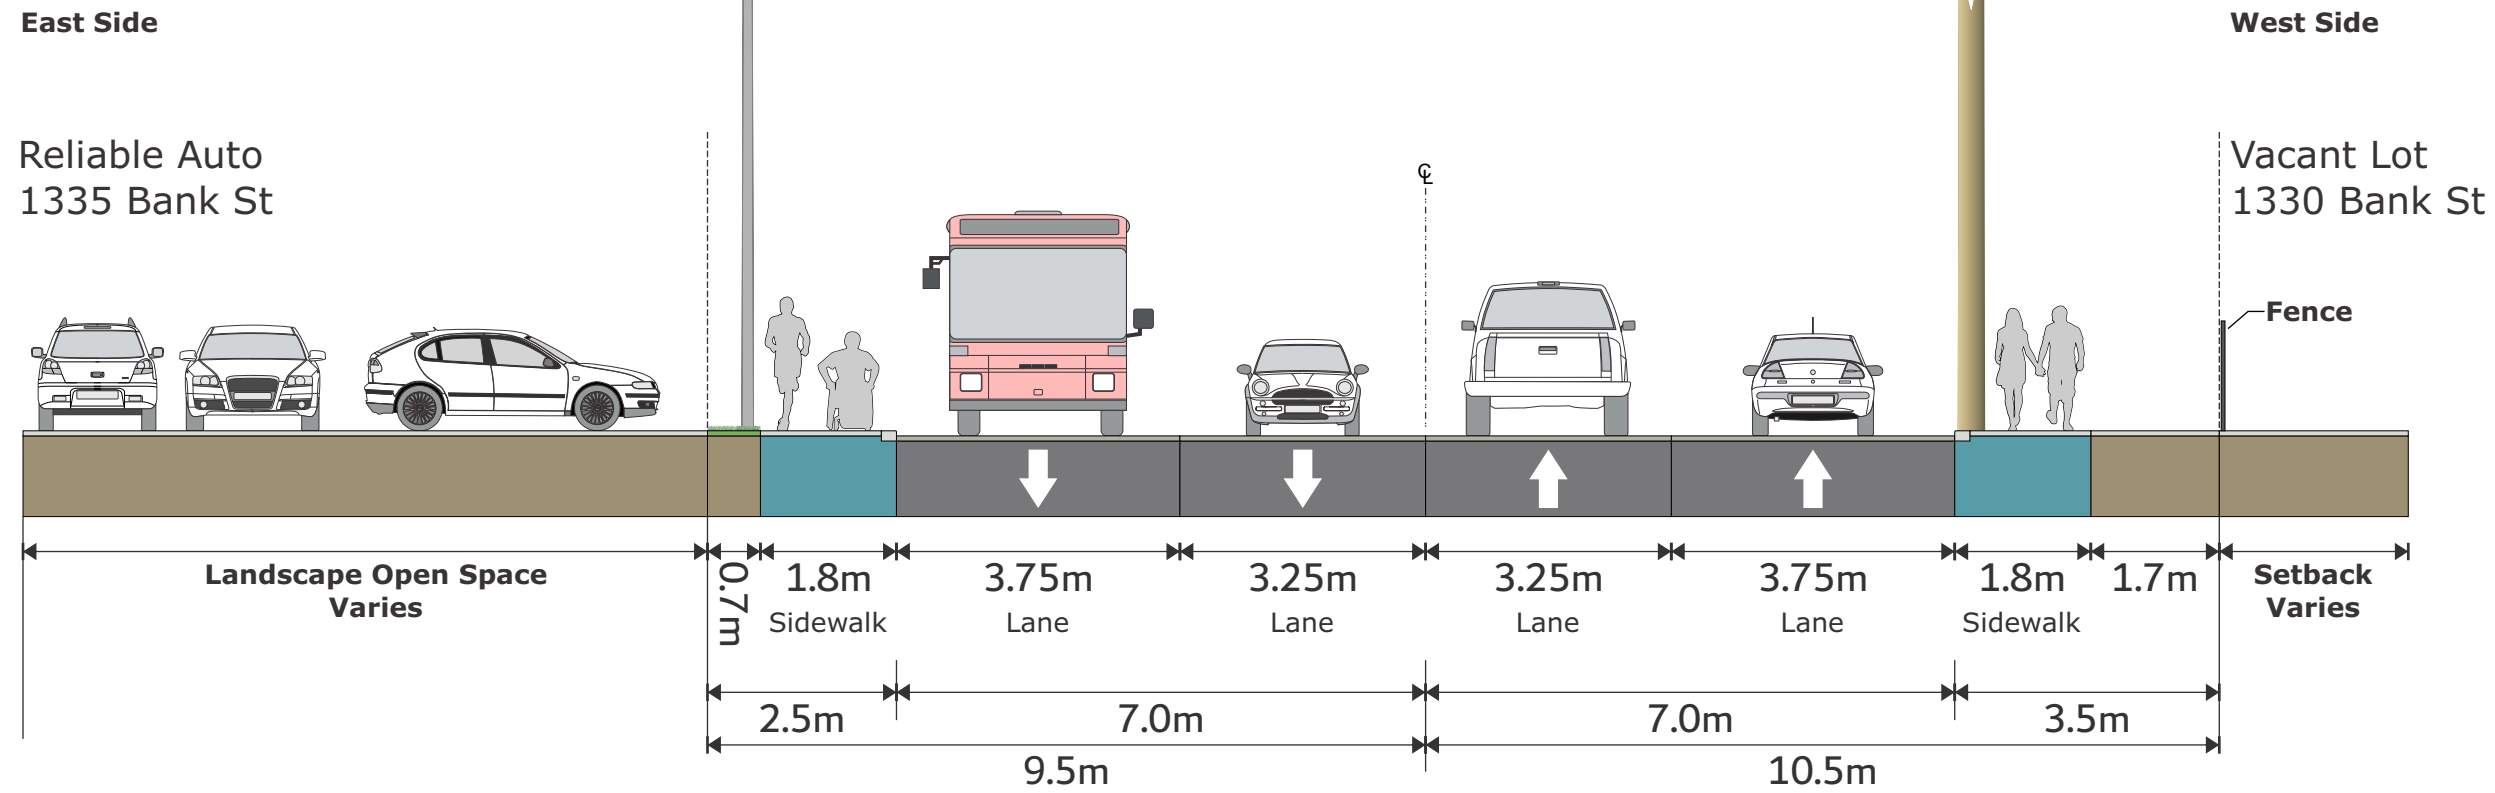 East Side
West Side
Reliable Auto
1335 Bank St
℄
Vacant Lot
1330 Bank St
Fence
Landscape Open Space
Varies
0.7m
1.8m
Sidewalk
3.75m
Lane
3.25m
Lane
3.25m
Lane
3.75m
Lane
1.8m
Sidewalk
1.7m
Setback
Varies
2.5m
7.0m
7.0m
3.5m
9.5m
10.5m